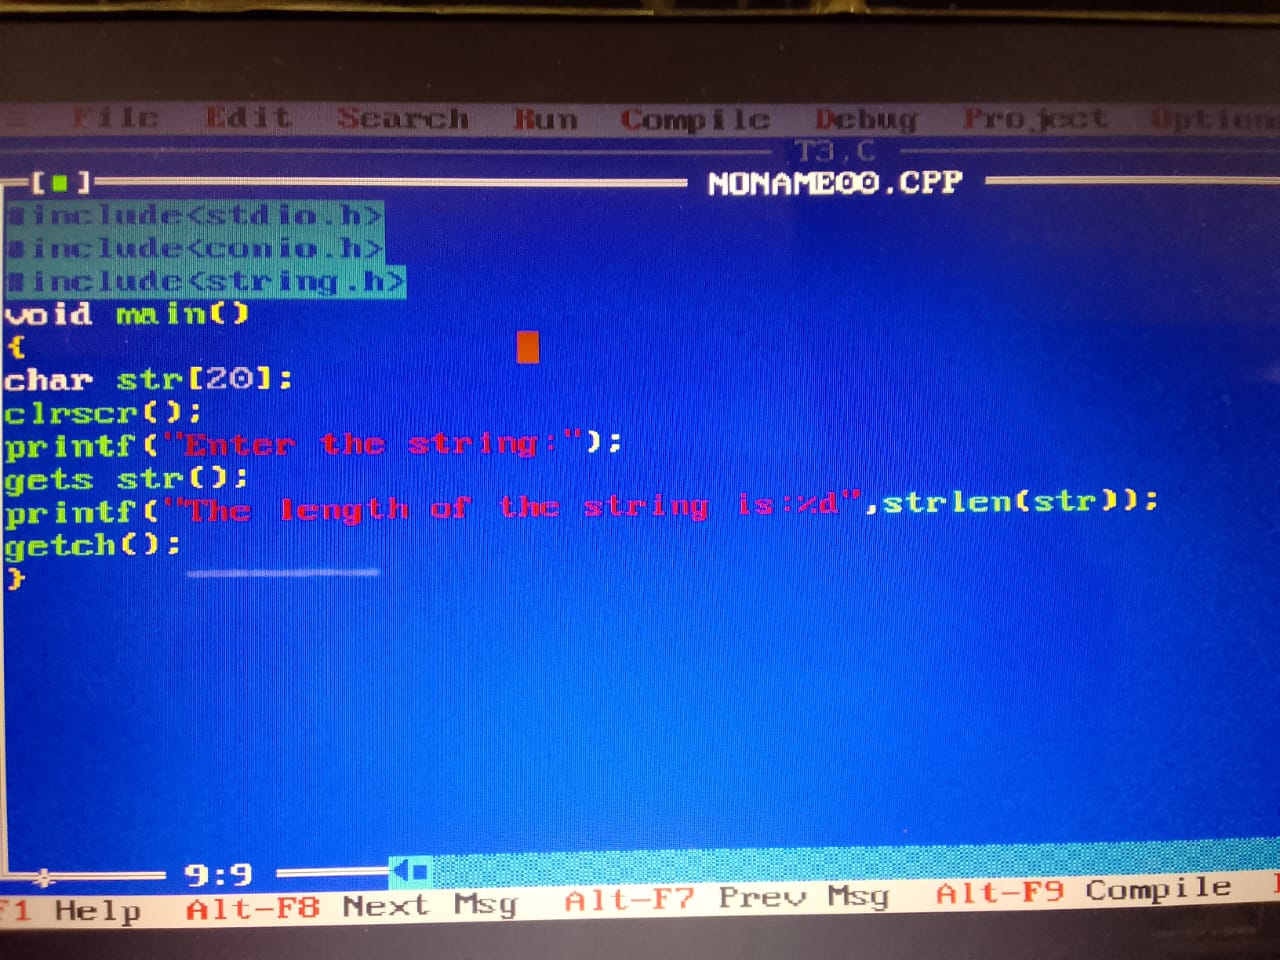 ≡ File Edit Search Run Compile Debug Project Option
T3.C
[■] NONAME00.CPP
#include<stdio.h>
#include<conio.h>
#include<string.h>
void main()
{
char str[20];
clrscr();
printf("Enter the string:");
gets str();
printf("The length of the string is:%d",strlen(str));
getch();
}
9:9
F1 Help Alt-F8 Next Msg Alt-F7 Prev Msg Alt-F9 Compile